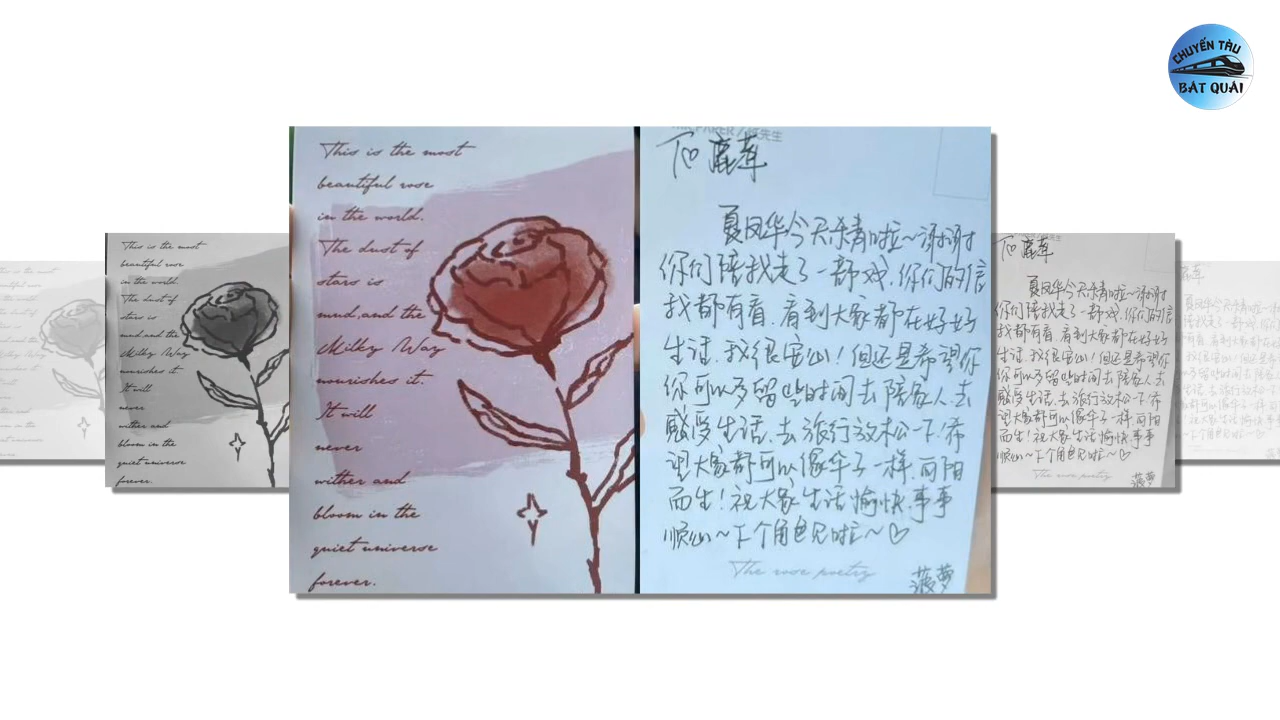 CHUYẾN TÀU
BÁT QUÁI
This is the most
beautiful rose
in the world.
The dust of
stars is
mud,and the
Milky Way
nourishes it.
It will
never
wither and
bloom in the
quiet universe
forever.
TO 鹿茸
夏凤华今天杀青啦~谢谢
你们陪我走了一部戏,你们的信
我都有看,看到大家都在好好
生活,我很安心!但还是希望你
你可以多留些时间去陪家人,去
感受生活,去旅行放松一下!希
望大家都可以像伞子一样,向阳
而生!祝大家生活愉快,事事
顺心~下个角色见啦~♡
The rose poetry
菠萝